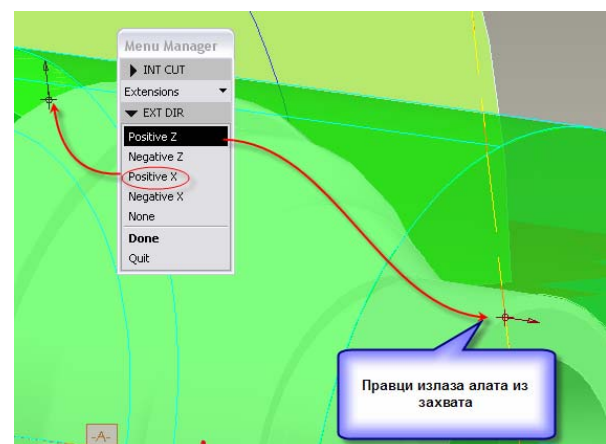 Menu Manager
INT CUT
Extensions
EXT DIR
Positive Z
Negative Z
Positive X
Negative X
None
Done
Quit
Правци излаза алата из
захвата
-A-